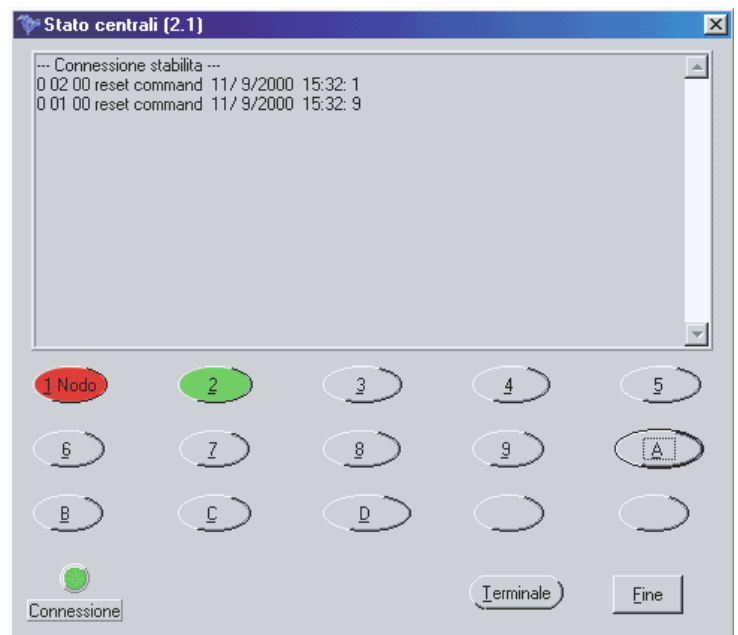 Stato centrali (2.1)
--- Connessione stabilita ---
0 02 00 reset command 11/ 9/2000 15:32: 1
0 01 00 reset command 11/ 9/2000 15:32: 9
1 Nodo 2 3 4 5
6 7 8 9 A
B C D
Terminale Fine
Connessione